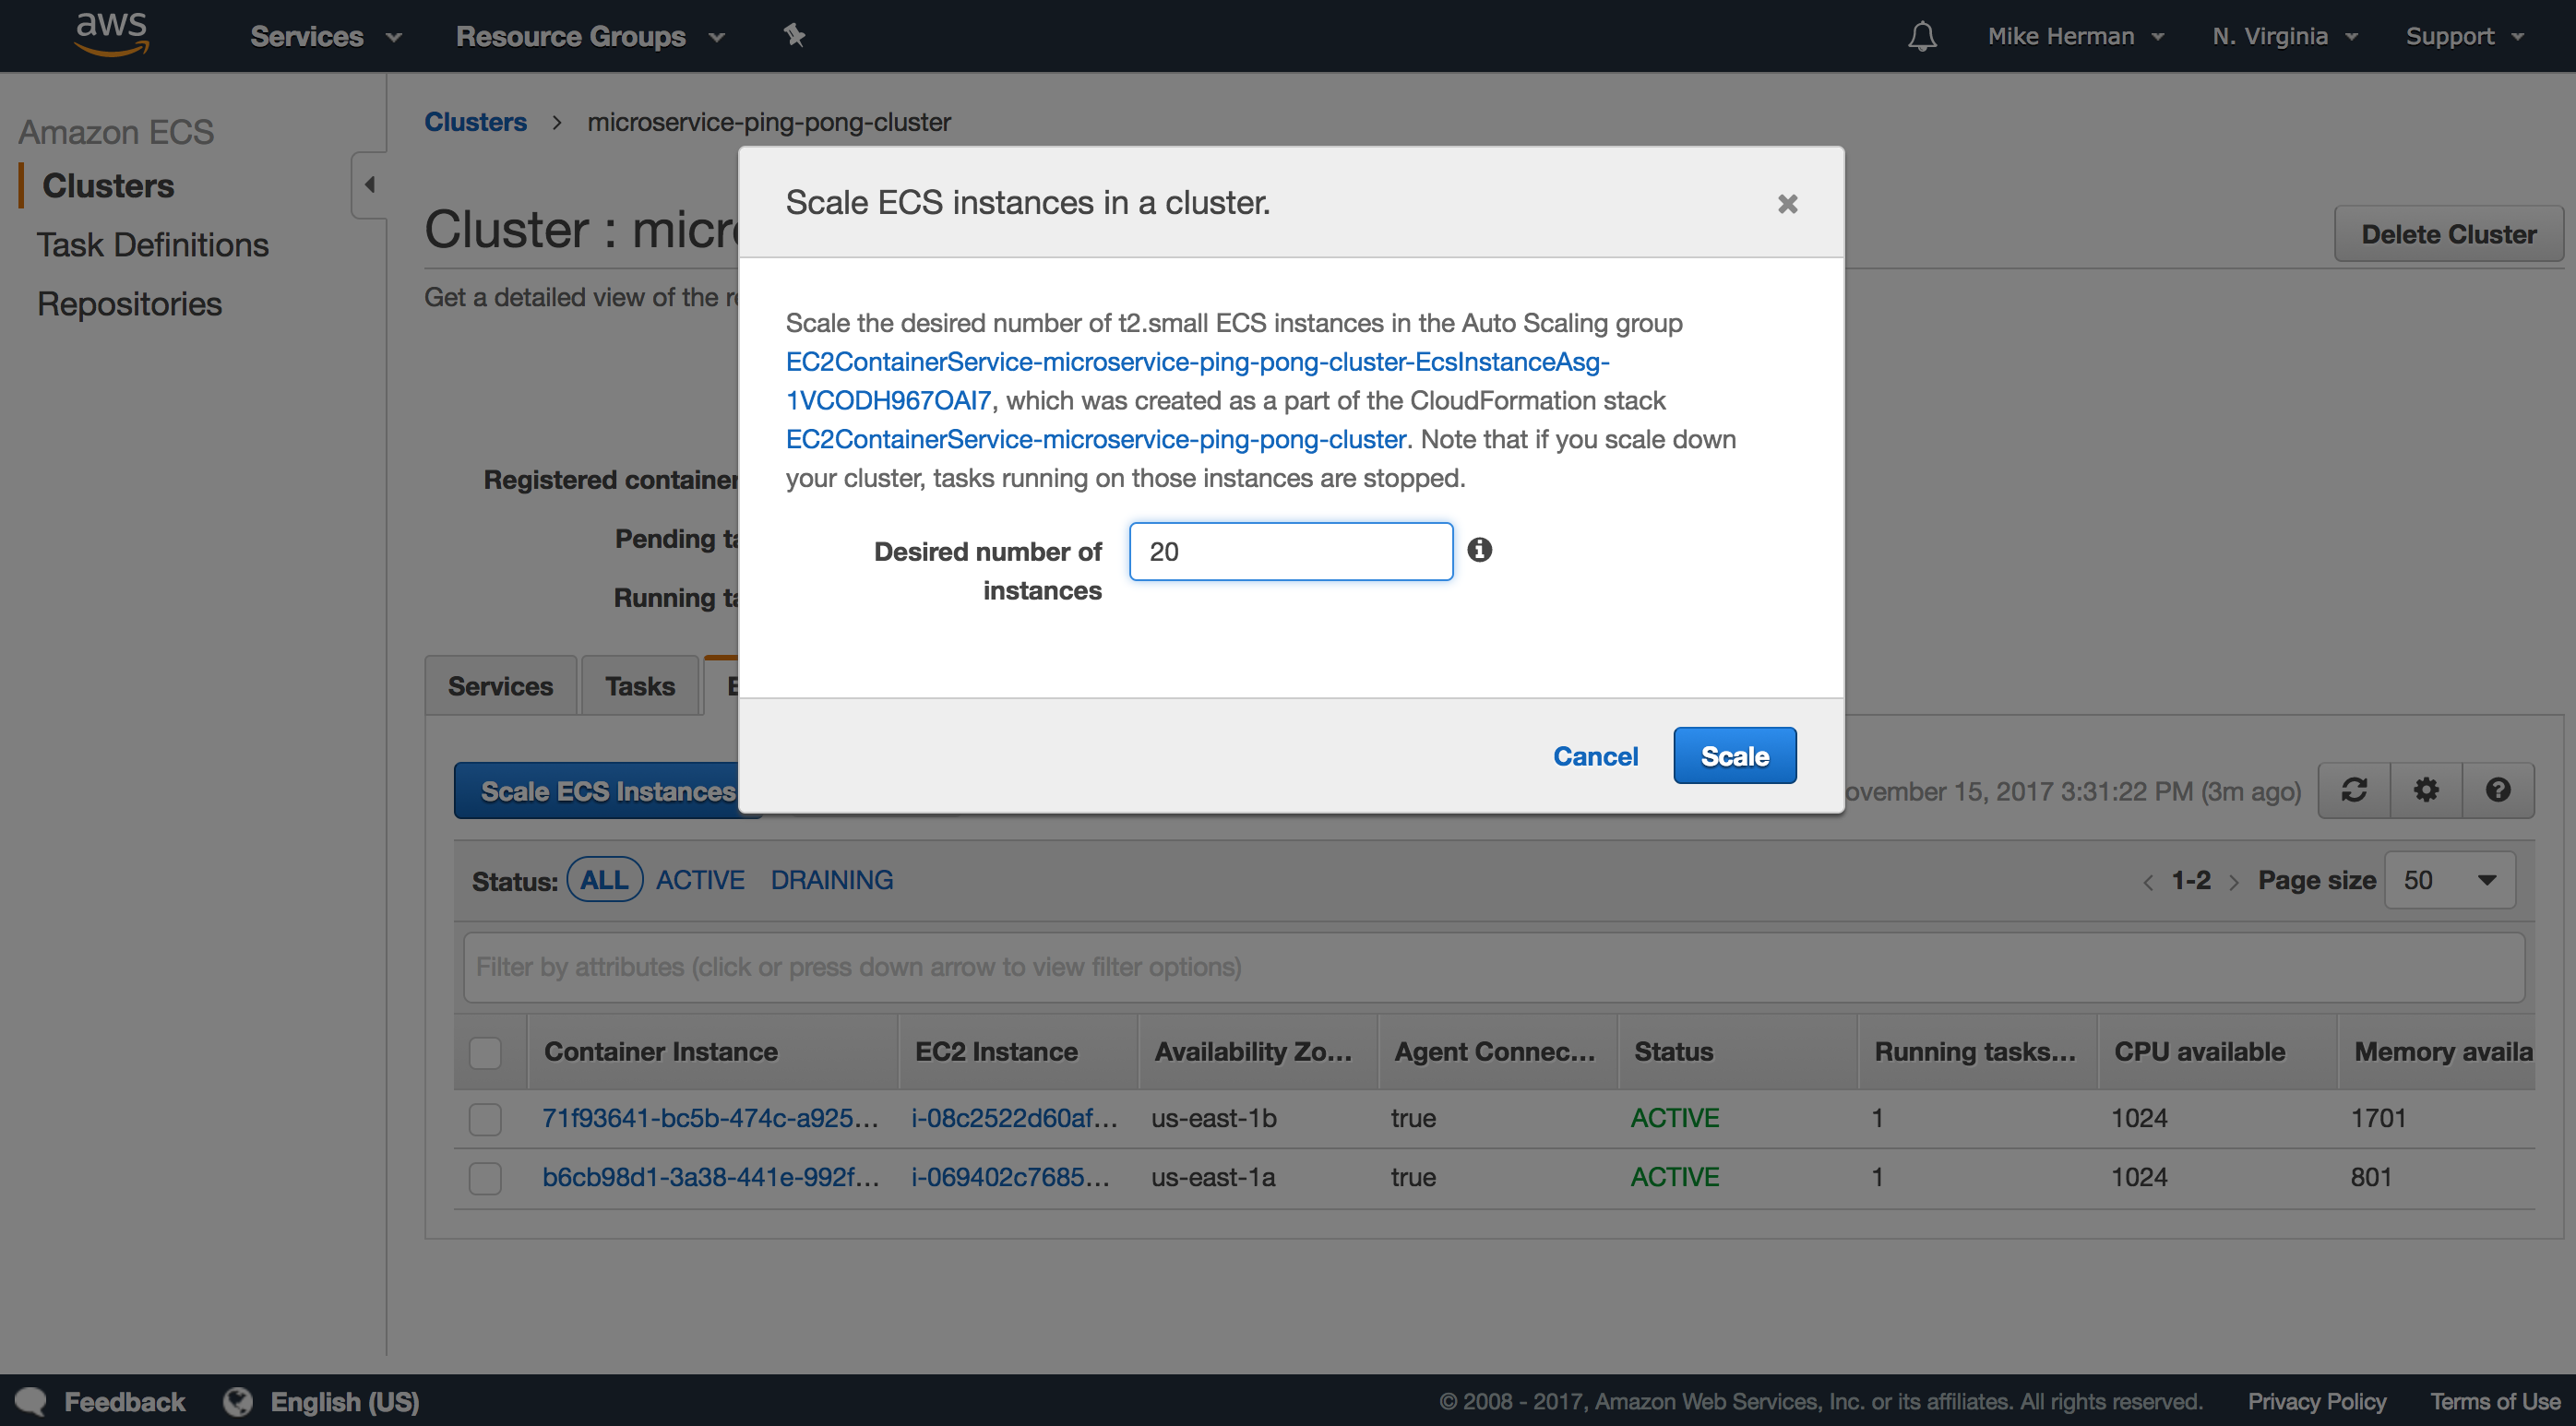 aws Services Resource Groups Mike Herman N. Virginia Support
Amazon ECS
Clusters
Task Definitions
Repositories
Clusters > microservice-ping-pong-cluster
Cluster : micro
Delete Cluster
Get a detailed view of the r
Registered container
Pending ta
Running ta
Scale ECS instances in a cluster.
Scale the desired number of t2.small ECS instances in the Auto Scaling group
EC2ContainerService-microservice-ping-pong-cluster-EcsInstanceAsg-
1VCODH967OAI7, which was created as a part of the CloudFormation stack
EC2ContainerService-microservice-ping-pong-cluster. Note that if you scale down
your cluster, tasks running on those instances are stopped.
Desired number of
instances
20
Cancel Scale
Services Tasks E
Scale ECS Instances
ovember 15, 2017 3:31:22 PM (3m ago)
Status: ALL ACTIVE DRAINING
< 1-2 > Page size 50
Filter by attributes (click or press down arrow to view filter options)
Container Instance EC2 Instance Availability Zo... Agent Connec... Status Running tasks... CPU available Memory availa
71f93641-bc5b-474c-a925... i-08c2522d60af... us-east-1b true ACTIVE 1 1024 1701
b6cb98d1-3a38-441e-992f... i-069402c7685... us-east-1a true ACTIVE 1 1024 801
Feedback English (US)
© 2008 - 2017, Amazon Web Services, Inc. or its affiliates. All rights reserved. Privacy Policy Terms of Use